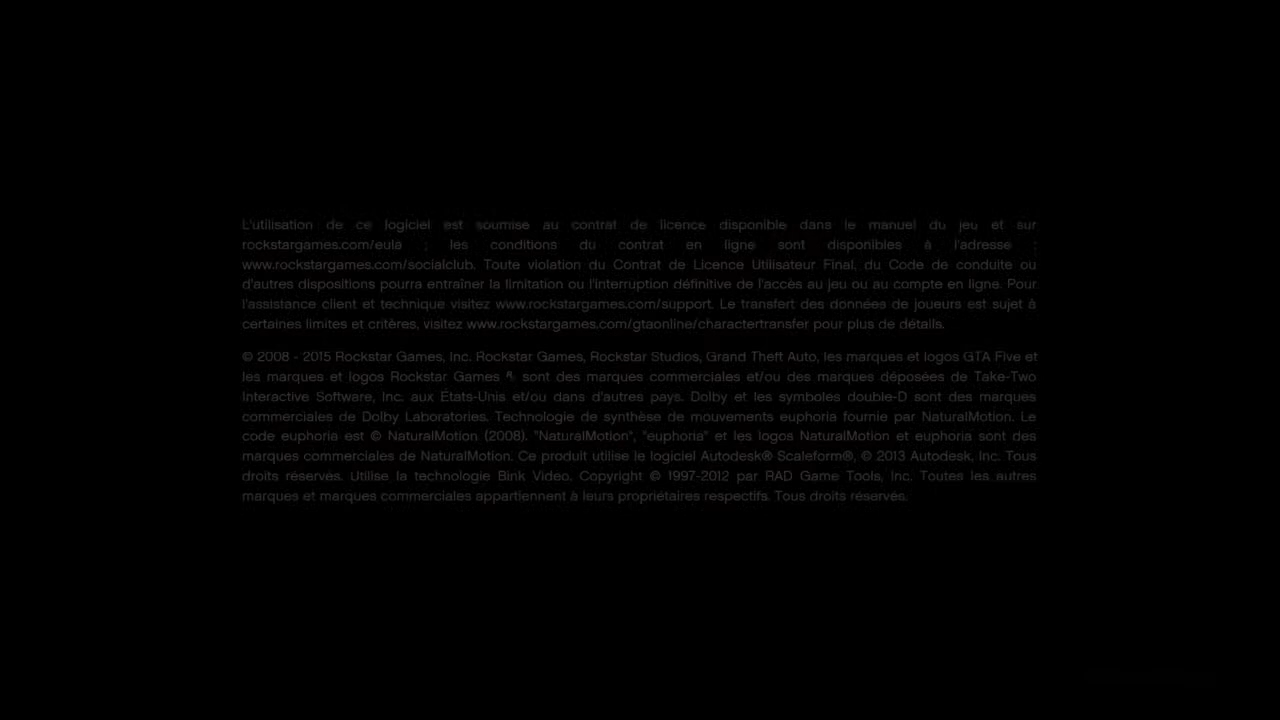 L'utilisation de ce logiciel est soumise au contrat de licence disponible dans le manuel du jeu et sur
rockstargames.com/eula ; les conditions du contrat en ligne sont disponibles à l'adresse :
www.rockstargames.com/socialclub. Toute violation du Contrat de Licence Utilisateur Final, du Code de conduite ou
d'autres dispositions pourra entraîner la limitation ou l'interruption définitive de l'accès au jeu ou au compte en ligne. Pour
l'assistance client et technique visitez www.rockstargames.com/support. Le transfert des données de joueurs est sujet à
certaines limites et critères, visitez www.rockstargames.com/gtaonline/charactertransfer pour plus de détails.
© 2008 - 2015 Rockstar Games, Inc. Rockstar Games, Rockstar Studios, Grand Theft Auto, les marques et logos GTA Five et
les marques et logos Rockstar Games R* sont des marques commerciales et/ou des marques déposées de Take-Two
Interactive Software, Inc. aux États-Unis et/ou dans d'autres pays. Dolby et les symboles double-D sont des marques
commerciales de Dolby Laboratories. Technologie de synthèse de mouvements euphoria fournie par NaturalMotion. Le
code euphoria est © NaturalMotion (2008). "NaturalMotion", "euphoria" et les logos NaturalMotion et euphoria sont des
marques commerciales de NaturalMotion. Ce produit utilise le logiciel Autodesk® Scaleform®, © 2013 Autodesk, Inc. Tous
droits réservés. Utilise la technologie Bink Video. Copyright © 1997-2012 par RAD Game Tools, Inc. Toutes les autres
marques et marques commerciales appartiennent à leurs propriétaires respectifs. Tous droits réservés.